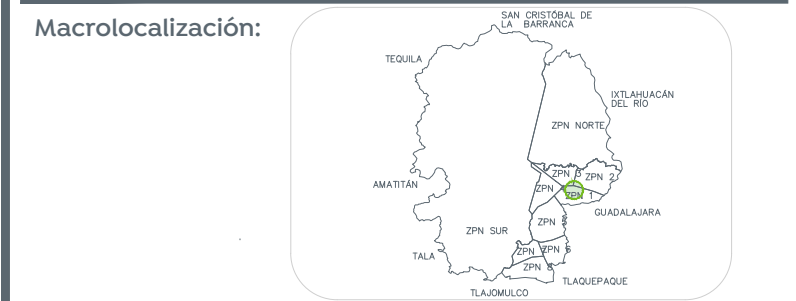 Macrolocalización:
SAN CRISTÓBAL DE
LA BARRANCA
TEQUILA
IXTLAHUACÁN
DEL RÍO
ZPN NORTE
ZPN 3
ZPN 2
AMATITÁN
ZPN
ZPN 1
GUADALAJARA
ZPN
ZPN SUR
ZPN
ZPN 6
TALA
ZPN
TLAQUEPAQUE
TLAJOMULCO